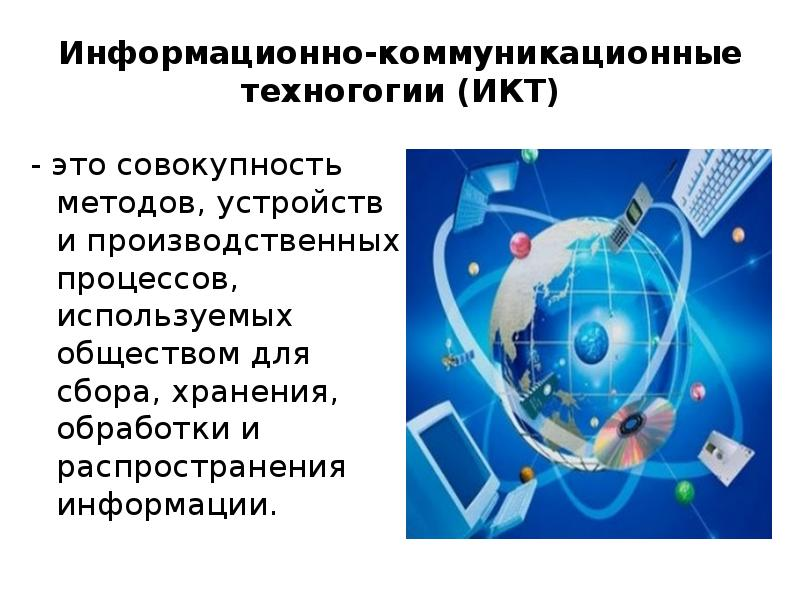 Информационно-коммуникационные
техногогии (ИКТ)
- это совокупность
методов, устройств
и производственных
процессов,
используемых
обществом для
сбора, хранения,
обработки и
распространения
информации.